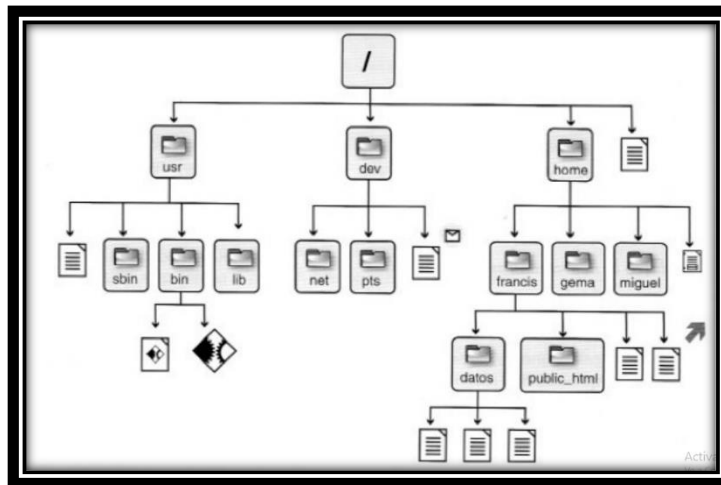 /
usr
dev
home
sbin
bin
lib
net
pts
francis
gema
miguel
datos
public_html